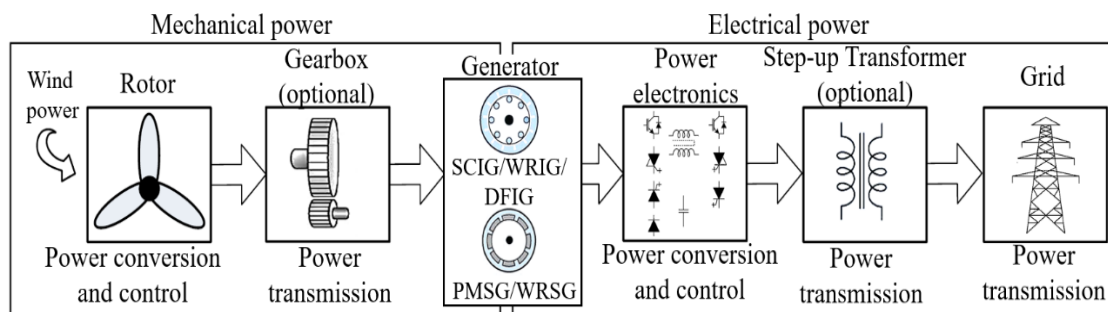 Mechanical power
Electrical power
Wind
power
Rotor
Gearbox
(optional)
Generator
Power
electronics
Step-up Transformer
(optional)
Grid
SCIG/WRIG/
DFIG
PMSG/WRSG
Power conversion
and control
Power
transmission
Power conversion
and control
Power
transmission
Power
transmission